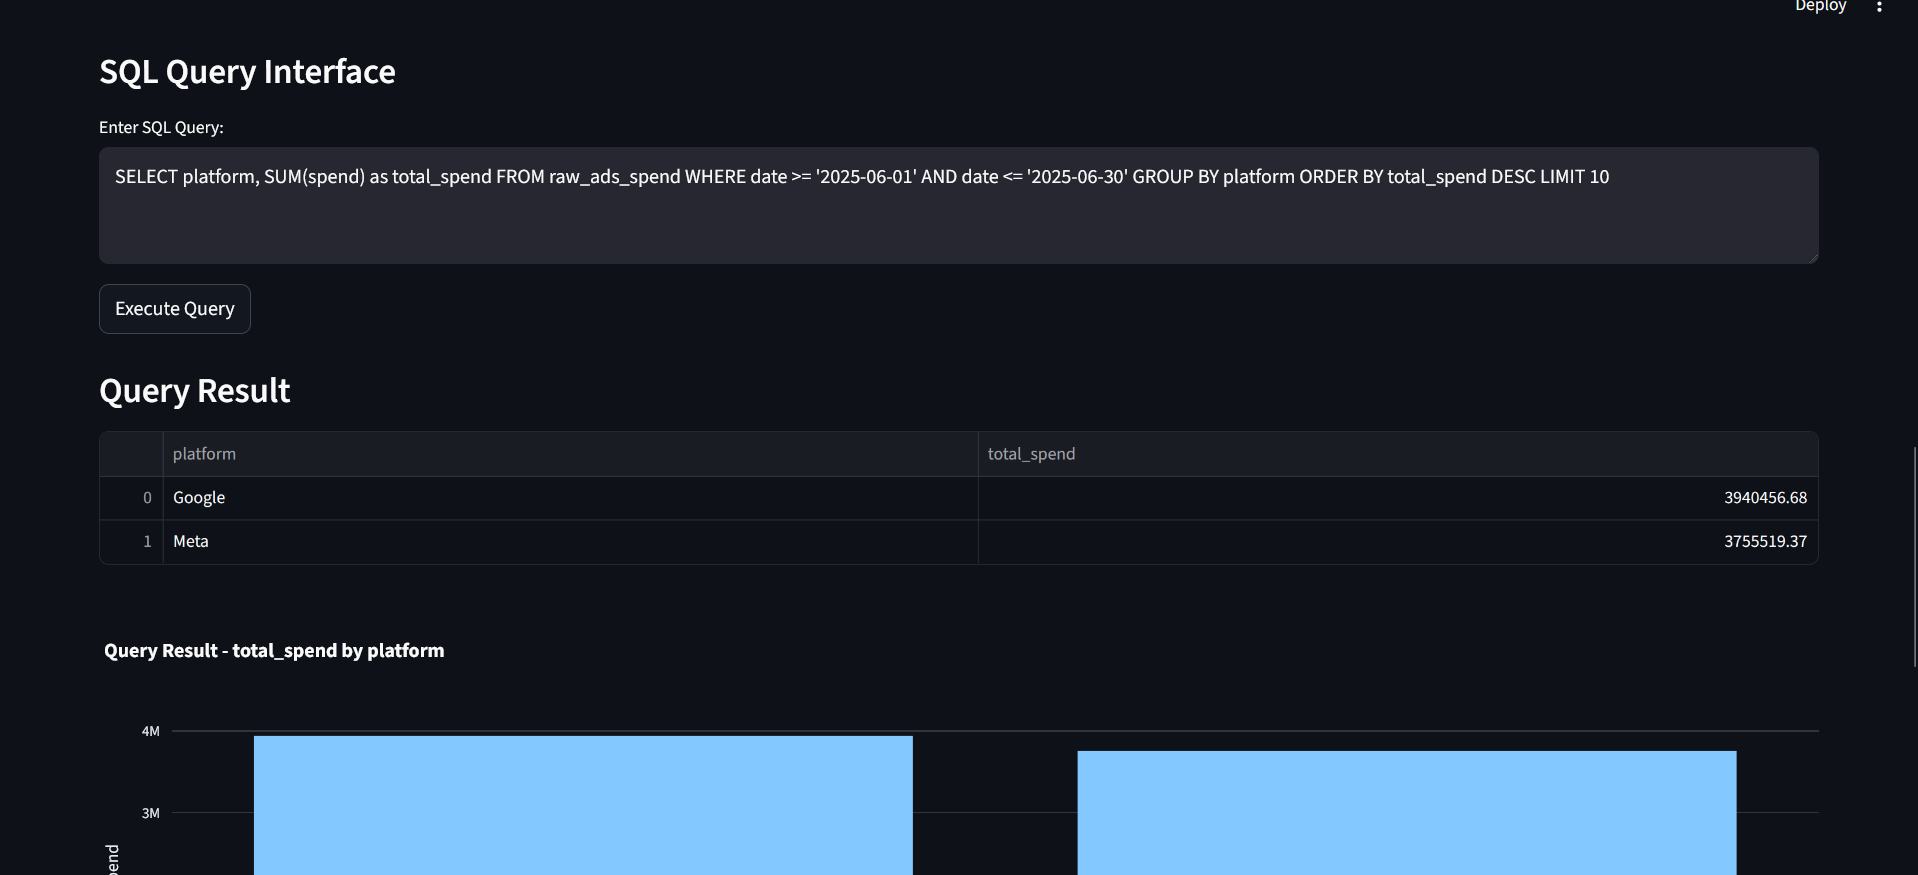 Deploy
SQL Query Interface
Enter SQL Query:
SELECT platform, SUM(spend) as total_spend FROM raw_ads_spend WHERE date >= '2025-06-01' AND date <= '2025-06-30' GROUP BY platform ORDER BY total_spend DESC LIMIT 10
Execute Query
Query Result
platform total_spend
0 Google 3940456.68
1 Meta 3755519.37
Query Result - total_spend by platform
4M
3M